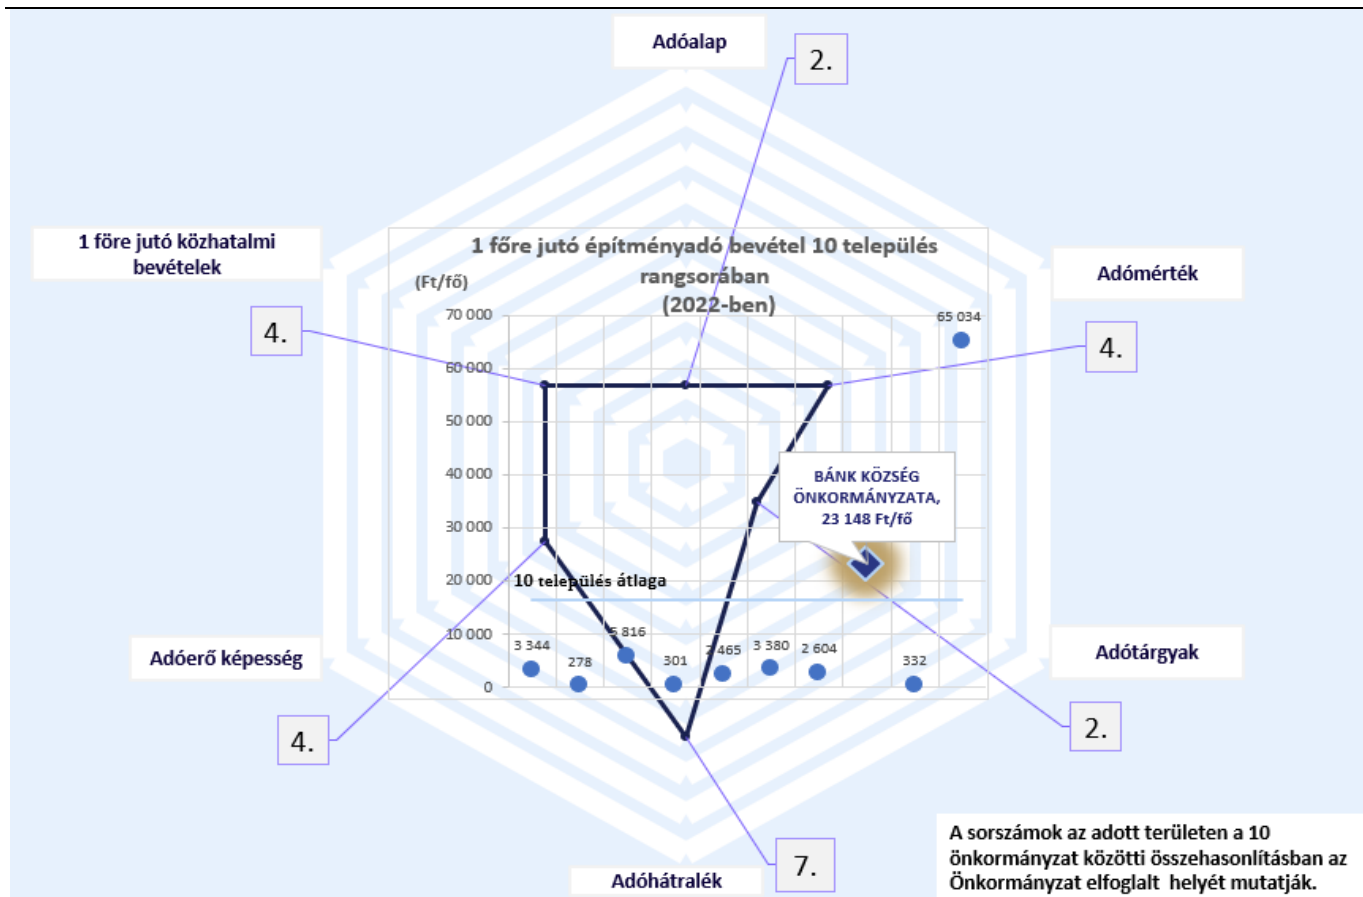 Adóalap
2.
1 főre jutó közhatalmi
bevételek
4.
Adómérték
4.
1 főre jutó építményadó bevétel 10 település
rangsorában
(2022-ben)
(Ft/fő)
70 000
60 000
50 000
40 000
30 000
20 000
10 000
0
65 034
BÁNK KÖZSÉG
ÖNKORMÁNYZATA,
23 148 Ft/fő
10 település átlaga
3 344
278
5 816
301
2 465
3 380
2 604
332
Adóerő képesség
4.
Adótárgyak
2.
Adóhátralék
7.
A sorszámok az adott területen a 10
önkormányzat közötti összehasonlításban az
Önkormányzat elfoglalt helyét mutatják.